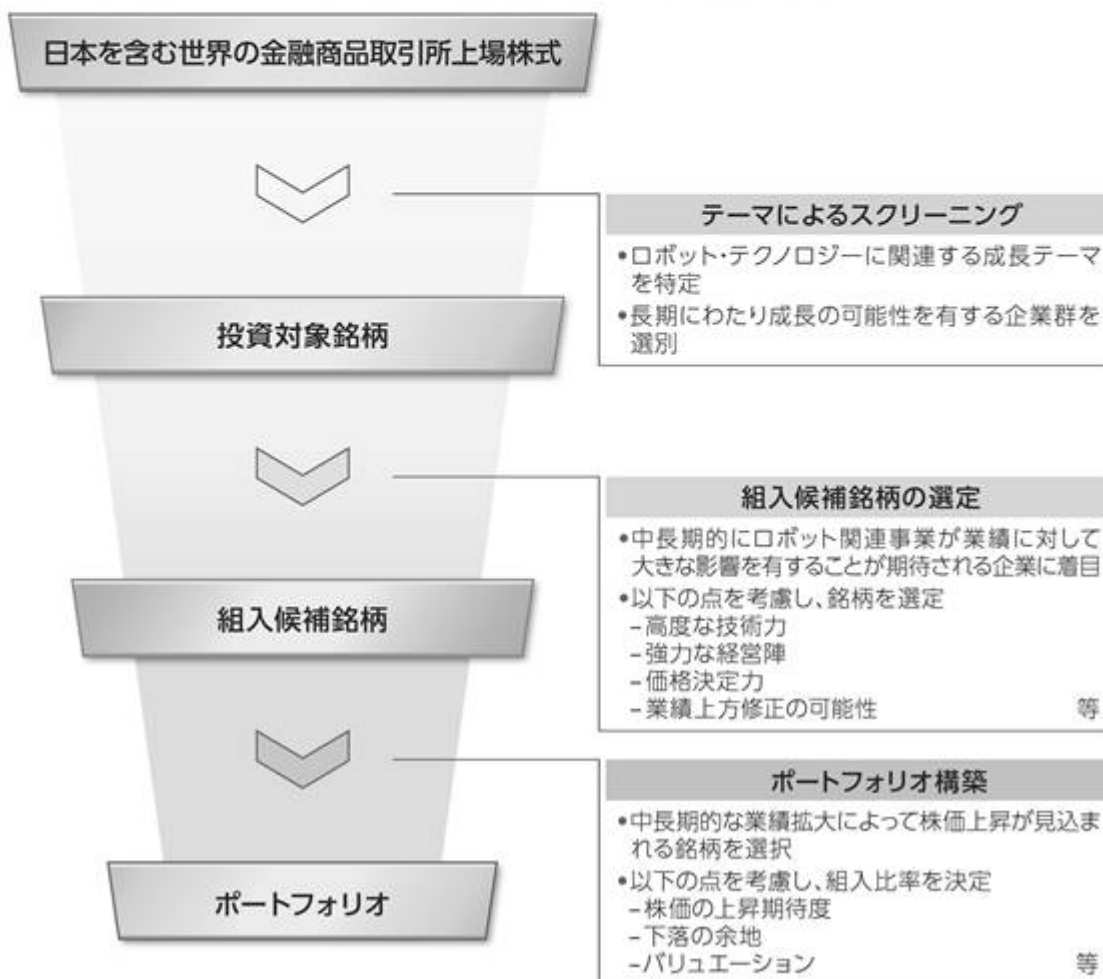 日本を含む世界の金融商品取引所上場株式
テーマによるスクリーニング
•ロボット・テクノロジーに関連する成長テーマ
を特定
•長期にわたり成長の可能性を有する企業群を
選別
投資対象銘柄
組入候補銘柄の選定
•中長期的にロボット関連事業が業績に対して
大きな影響を有することが期待される企業に着目
•以下の点を考慮し、銘柄を選定
–高度な技術力
–強力な経営陣
–価格決定力
–業績上方修正の可能性 等
組入候補銘柄
ポートフォリオ構築
•中長期的な業績拡大によって株価上昇が見込ま
れる銘柄を選択
•以下の点を考慮し、組入比率を決定
–株価の上昇期待度
–下落の余地
–バリュエーション 等
ポートフォリオ